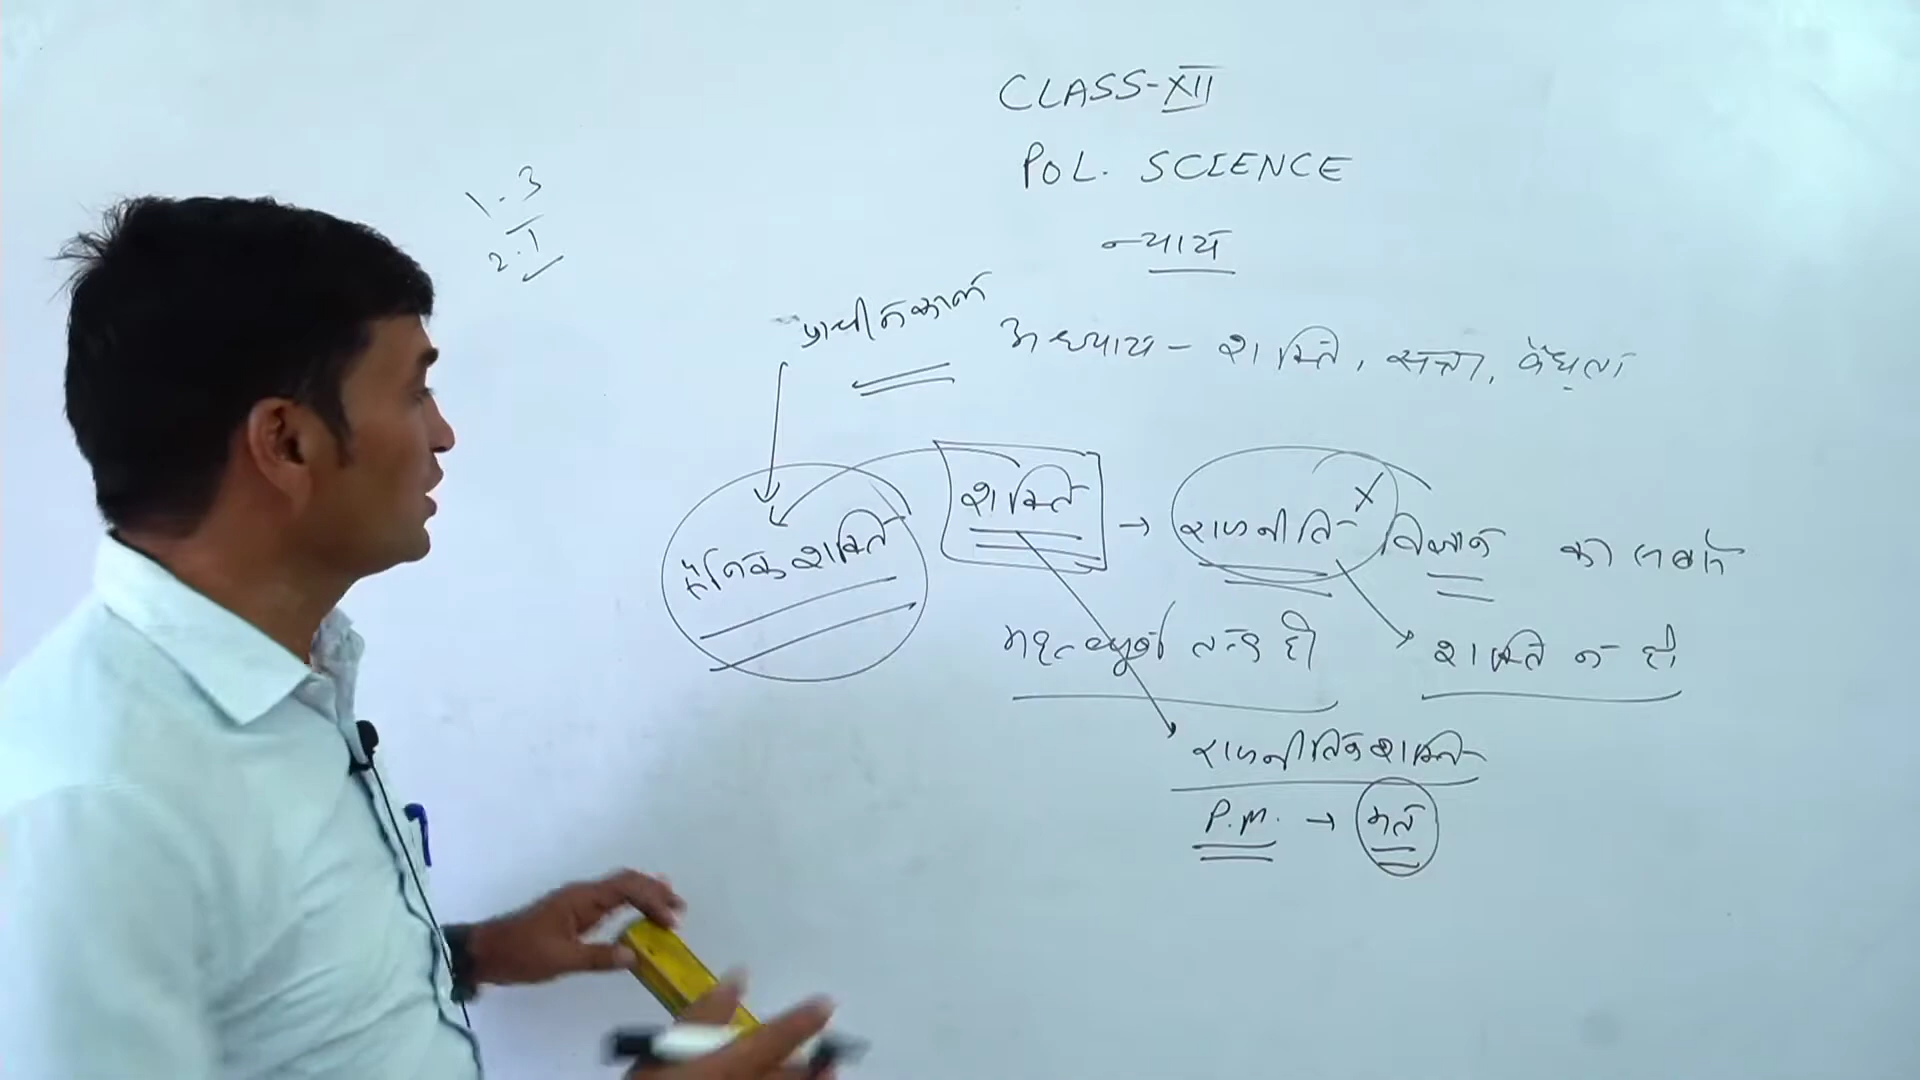 CLASS-XII
POL. SCIENCE
न्याय
1. 3
2. 1
प्राचीनकाल
अध्याय - शक्ति, सत्ता, वैधता
सैनिक शक्ति
शक्ति → राजनीति विज्ञान का
महत्वपूर्ण तत्व है
शक्ति न हो
राजनीतिक शक्ति
P.M. → मत